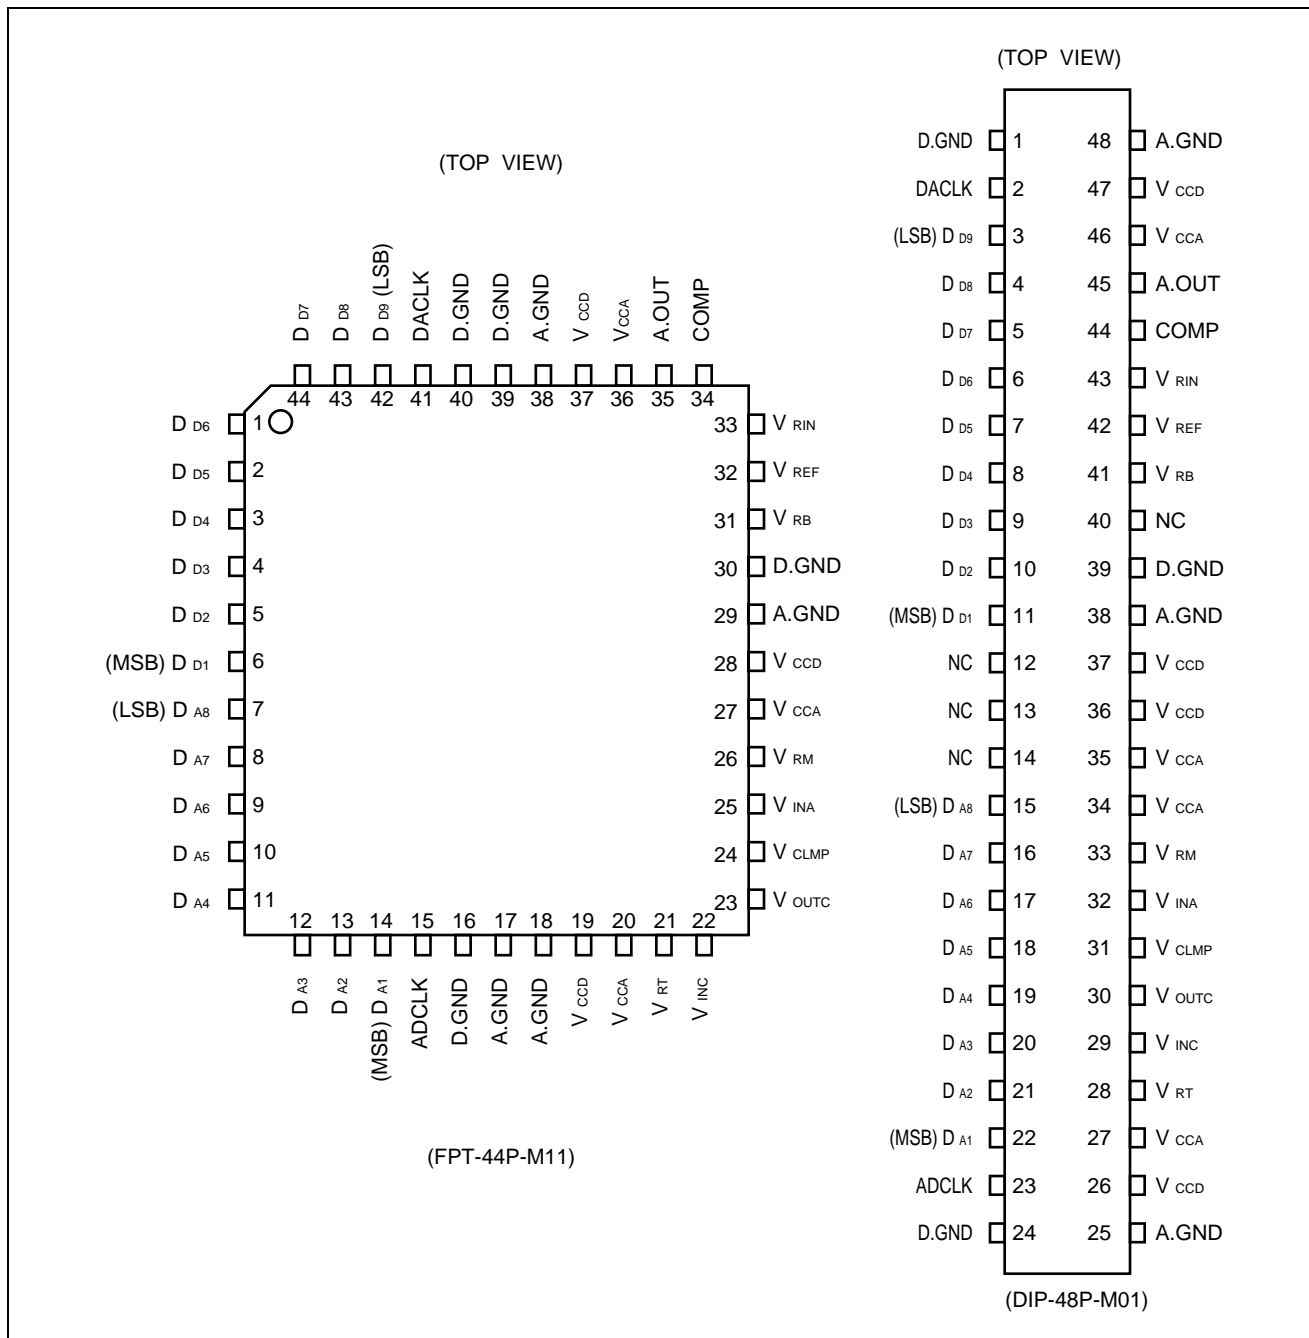 (TOP VIEW)
D D7
D D8
D D9 (LSB)
DACLK
D.GND
D.GND
A.GND
V CCD
VCCA
A.OUT
COMP
44 43 42 41 40 39 38 37 36 35 34
D D6 1
D D5 2
D D4 3
D D3 4
D D2 5
(MSB) D D1 6
(LSB) D A8 7
D A7 8
D A6 9
D A5 10
D A4 11
33 V RIN
32 V REF
31 V RB
30 D.GND
29 A.GND
28 V CCD
27 V CCA
26 V RM
25 V INA
24 V CLMP
23 V OUTC
12 13 14 15 16 17 18 19 20 21 22
D A3
D A2
(MSB) D A1
ADCLK
D.GND
A.GND
A.GND
V CCD
V CCA
V RT
V INC
(FPT-44P-M11)
(TOP VIEW)
D.GND 1 48 A.GND
DACLK 2 47 V CCD
(LSB) D D9 3 46 V CCA
D D8 4 45 A.OUT
D D7 5 44 COMP
D D6 6 43 V RIN
D D5 7 42 V REF
D D4 8 41 V RB
D D3 9 40 NC
D D2 10 39 D.GND
(MSB) D D1 11 38 A.GND
NC 12 37 V CCD
NC 13 36 V CCD
NC 14 35 V CCA
(LSB) D A8 15 34 V CCA
D A7 16 33 V RM
D A6 17 32 V INA
D A5 18 31 V CLMP
D A4 19 30 V OUTC
D A3 20 29 V INC
D A2 21 28 V RT
(MSB) D A1 22 27 V CCA
ADCLK 23 26 V CCD
D.GND 24 25 A.GND
(DIP-48P-M01)